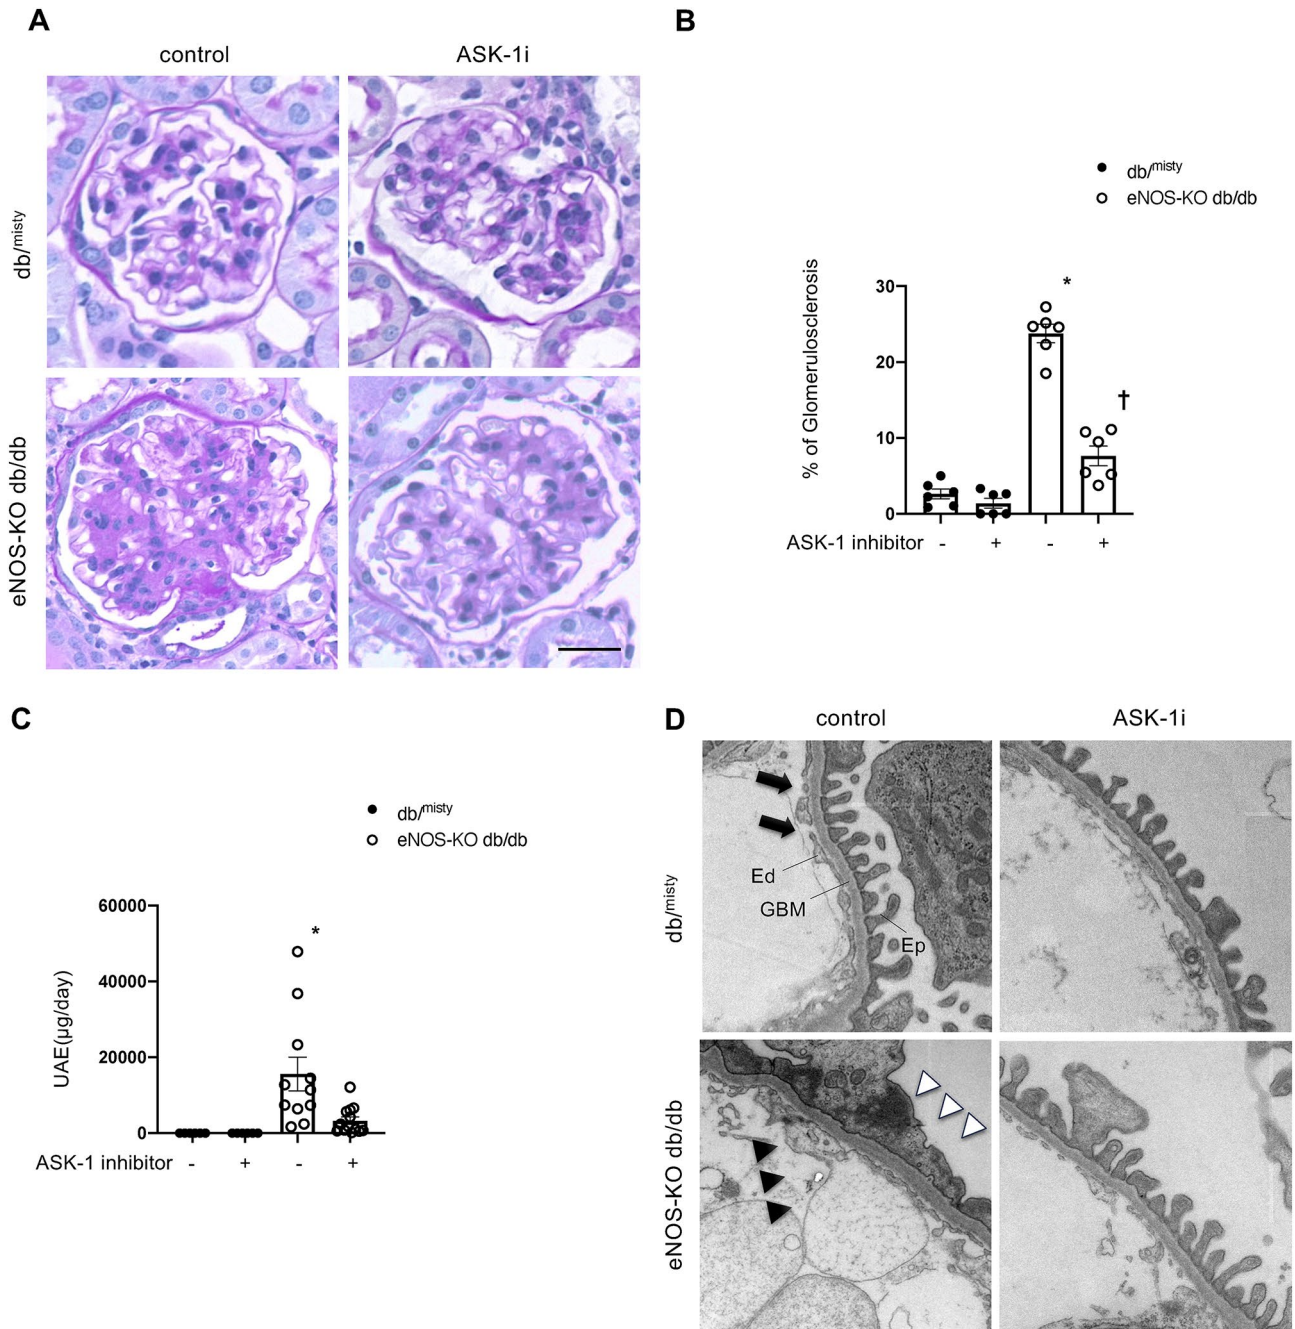 A
control
ASK-1i
db/misty
eNOS-KO db/db
B
db/misty
eNOS-KO db/db
% of Glomerulosclerosis
30
20
10
0
*
†
ASK-1 inhibitor - + - +
C
db/misty
eNOS-KO db/db
UAE(µg/day)
60000
40000
20000
0
*
ASK-1 inhibitor - + - +
D
control
ASK-1i
db/misty
eNOS-KO db/db
Ed
GBM
Ep